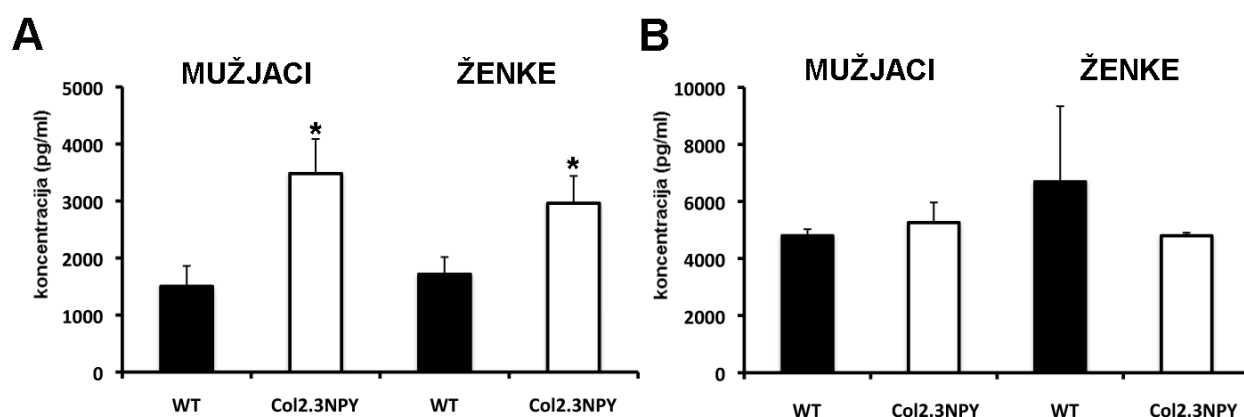 A
MUŽJACI ŽENKE
koncentracija (pg/ml)
5000
4000
3000
2000
1000
0
*
*
WT Col2.3NPY WT Col2.3NPY
B
MUŽJACI ŽENKE
koncentracija (pg/ml)
10000
8000
6000
4000
2000
0
WT Col2.3NPY WT Col2.3NPY